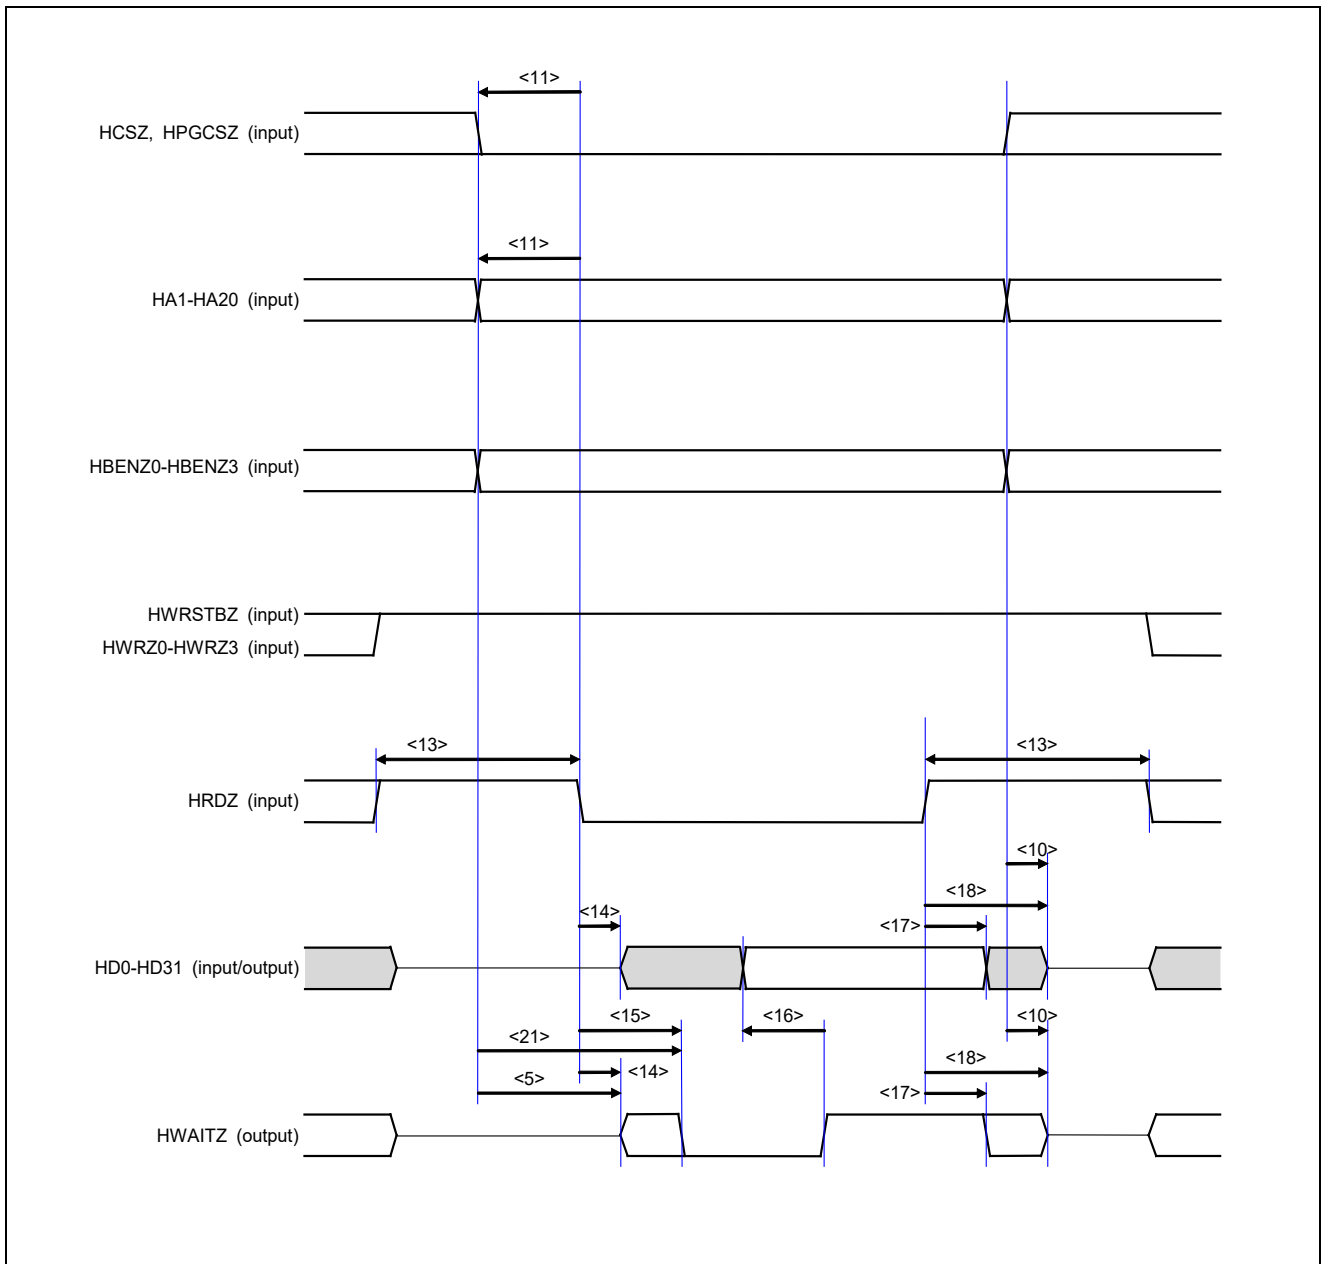 <11>
HCSZ, HPGCSZ (input)
<11>
HA1-HA20 (input)
HBENZ0-HBENZ3 (input)
HWRSTBZ (input)
HWRZ0-HWRZ3 (input)
<13>
<13>
HRDZ (input)
<10>
<18>
<14>
<17>
HD0-HD31 (input/output)
<15>
<16>
<10>
<21>
<18>
<5>
<14>
<17>
HWAITZ (output)